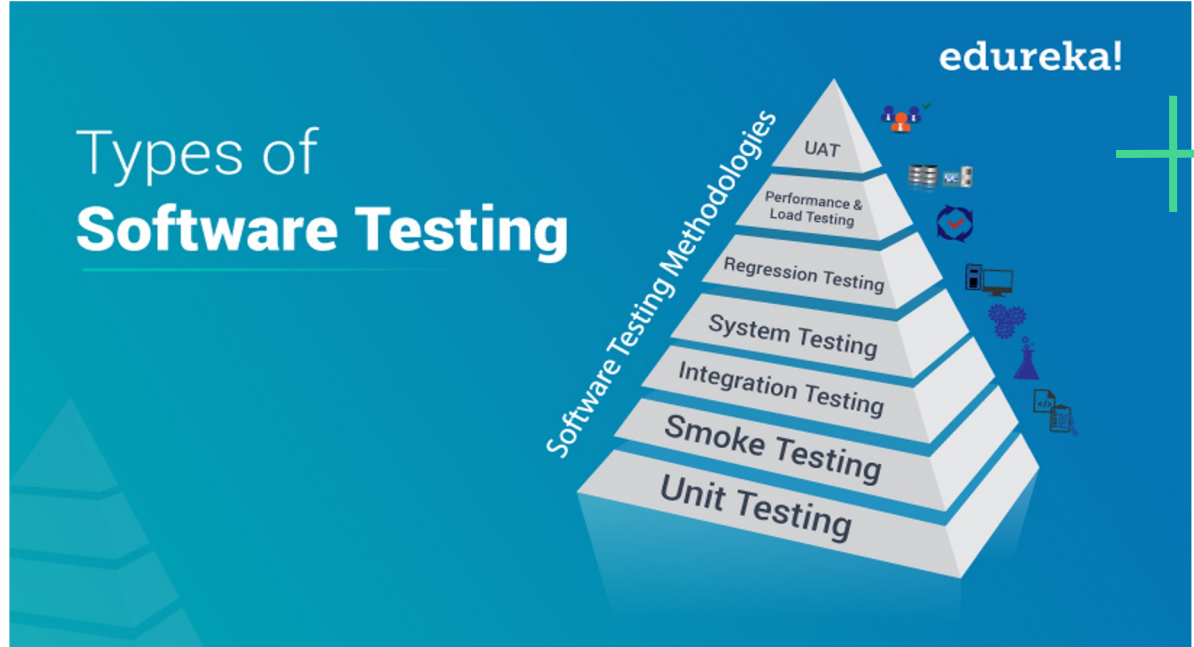 edureka!
Types of
Software Testing
Software Testing Methodologies
UAT
Performance &
Load Testing
Regression Testing
System Testing
Integration Testing
Smoke Testing
Unit Testing